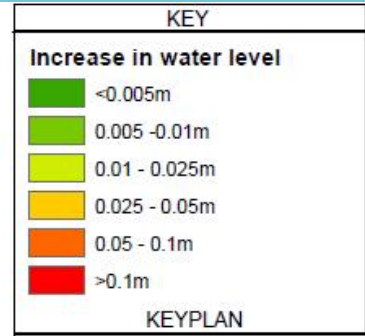 KEY
Increase in water level
<0.005m
0.005 -0.01m
0.01 - 0.025m
0.025 - 0.05m
0.05 - 0.1m
>0.1m
KEYPLAN